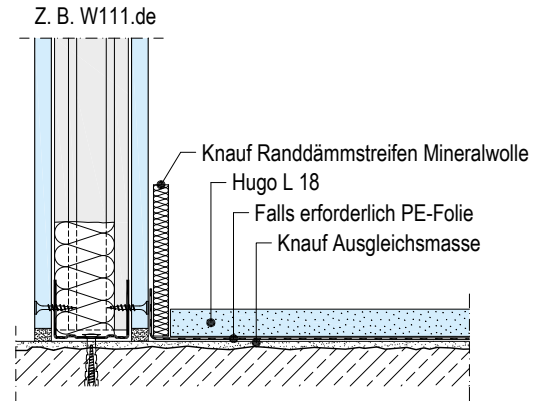 Z. B. W111.de
Knauf Randdämmstreifen Mineralwolle
Hugo L 18
Falls erforderlich PE-Folie
Knauf Ausgleichsmasse